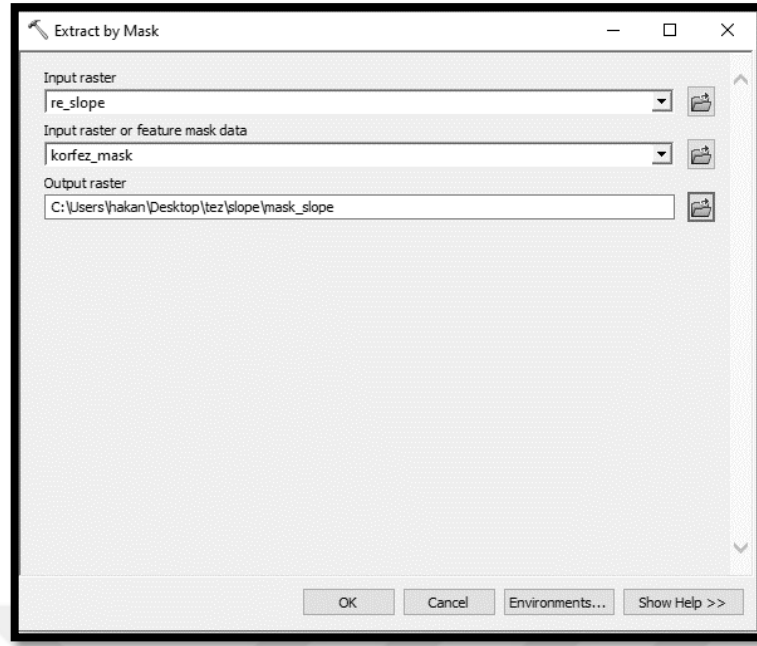 Extract by Mask
Input raster
re_slope
Input raster or feature mask data
korfez_mask
Output raster
C:\Users\hakan\Desktop\tez\slope\mask_slope
OK Cancel Environments... Show Help >>